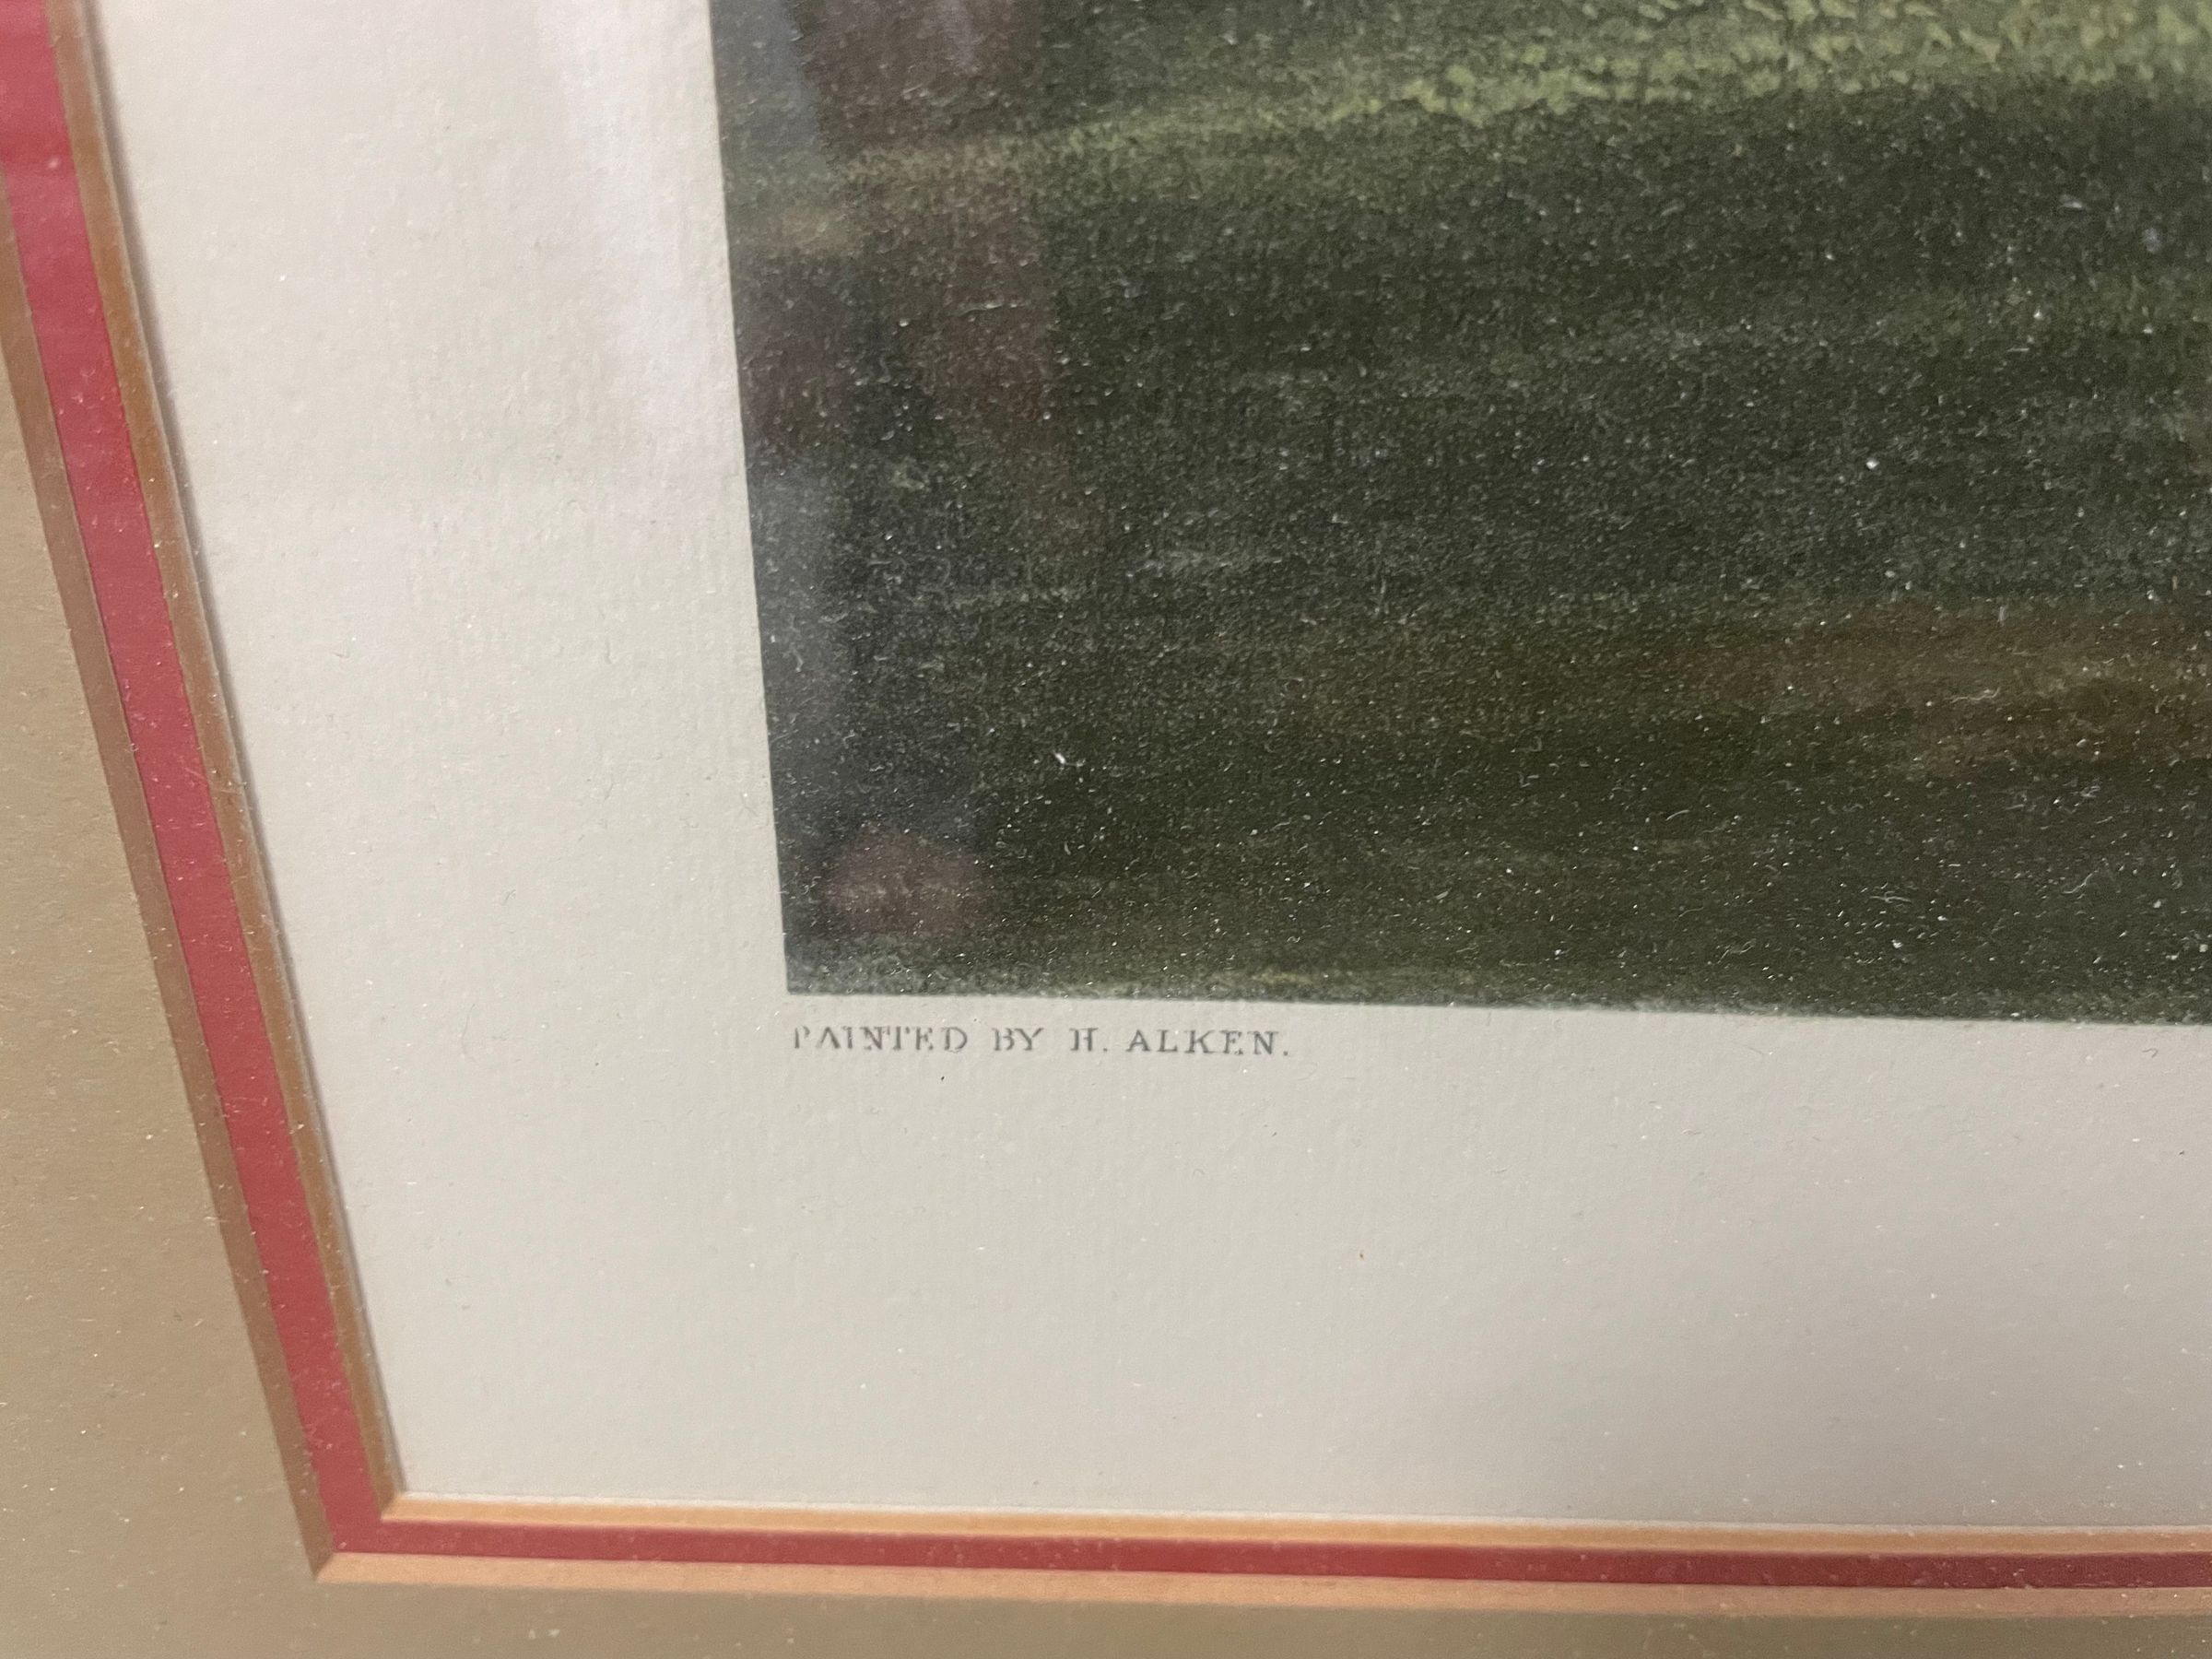 PAINTED BY H. ALKEN.